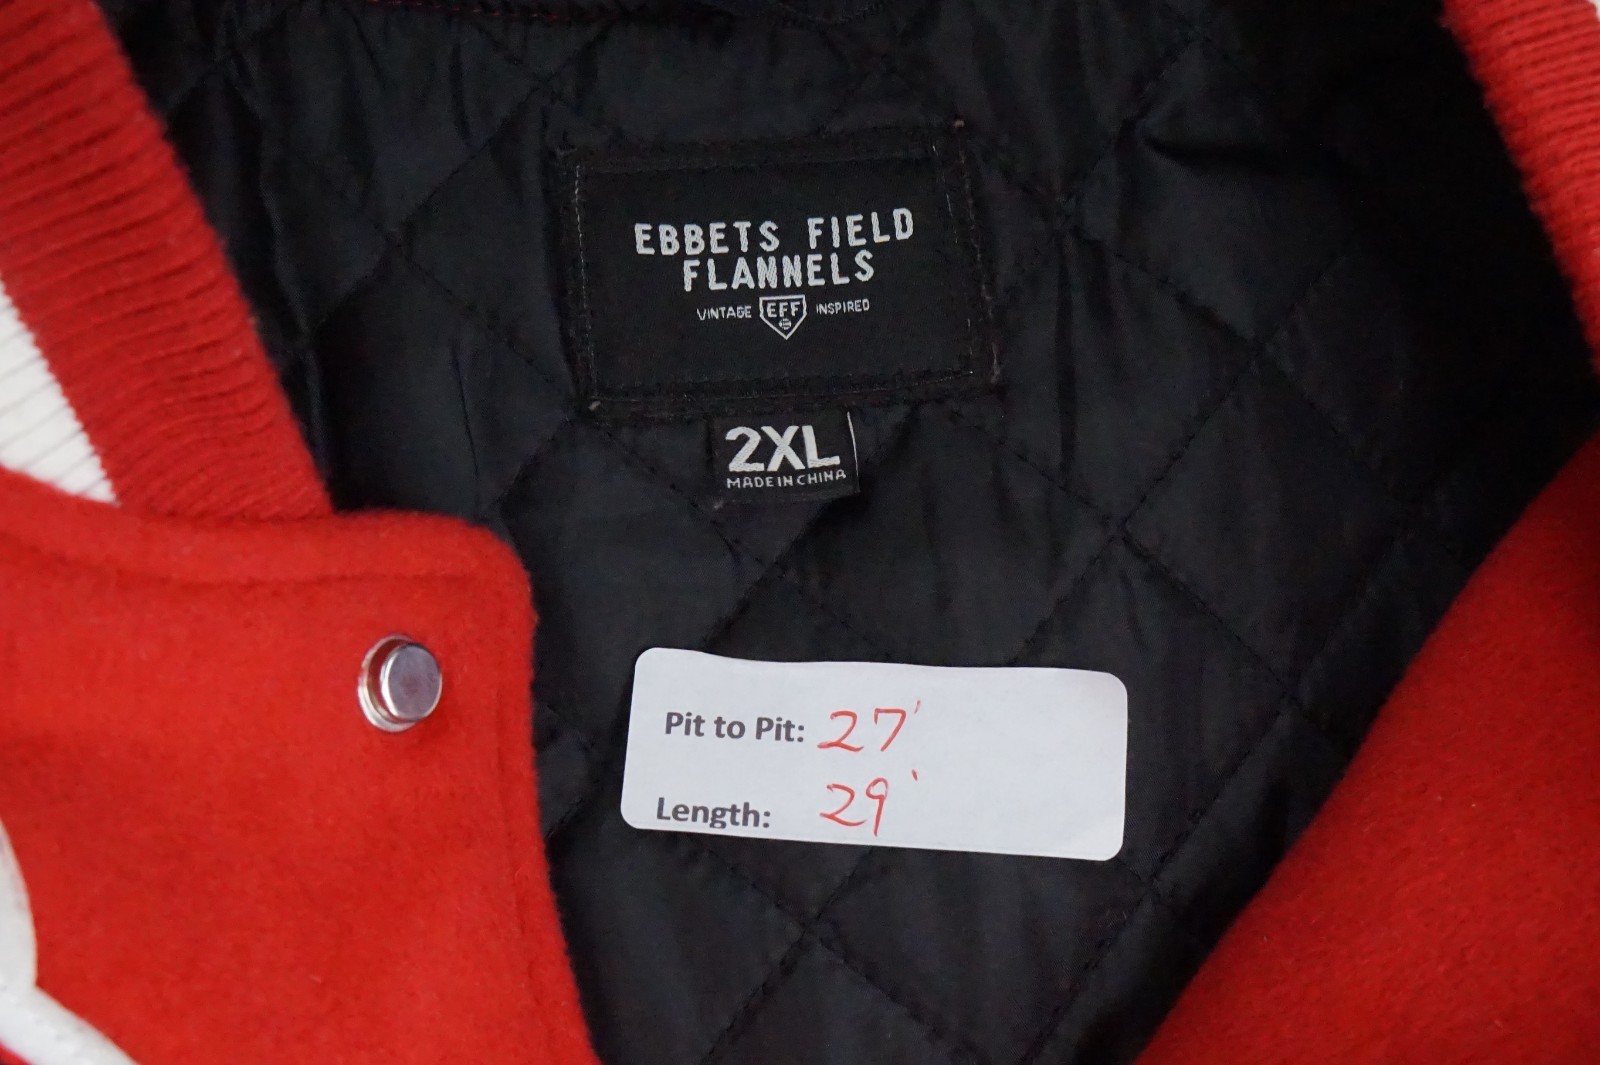 EBBETS FIELD
FLANNELS
VINTAGE EFF INSPIRED
2XL
MADE IN CHINA
Pit to Pit: 27'
Length: 29'